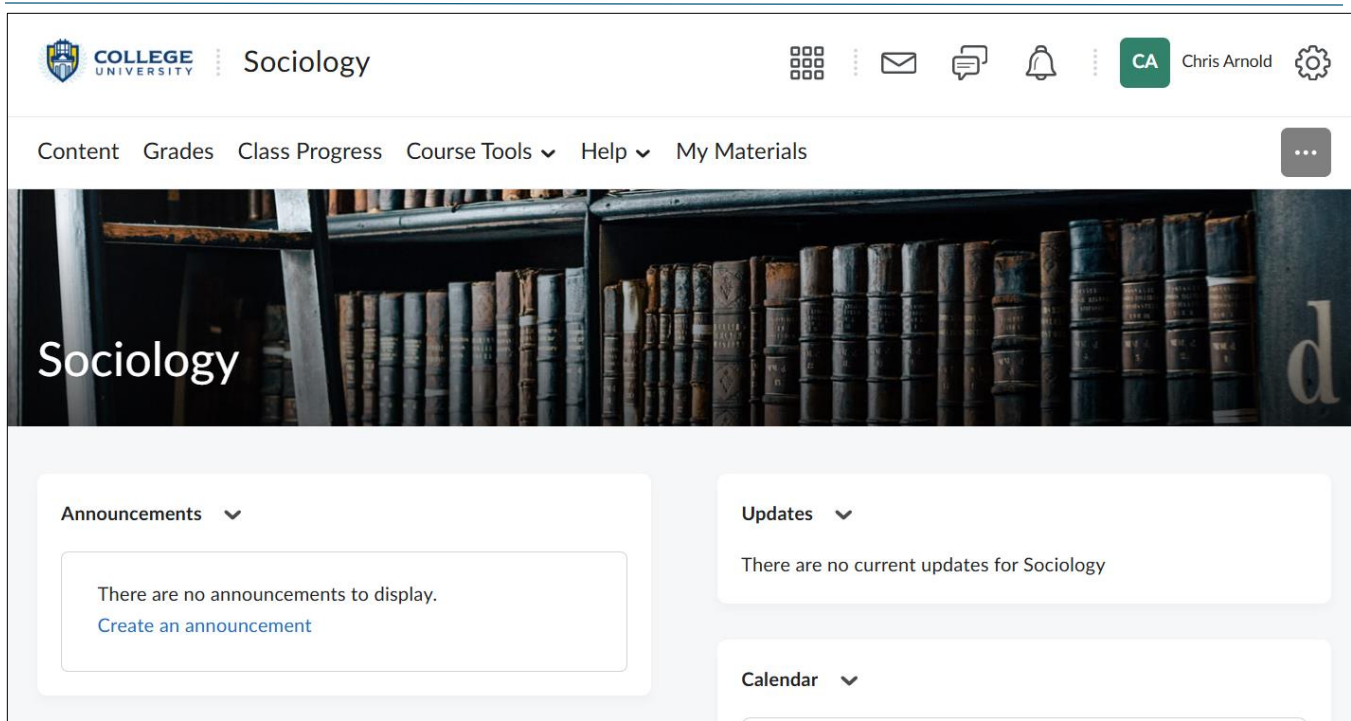 COLLEGE
UNIVERSITY
Sociology
CA Chris Arnold
Content Grades Class Progress Course Tools Help My Materials
Sociology
d
Announcements
There are no announcements to display.
Create an announcement
Updates
There are no current updates for Sociology
Calendar